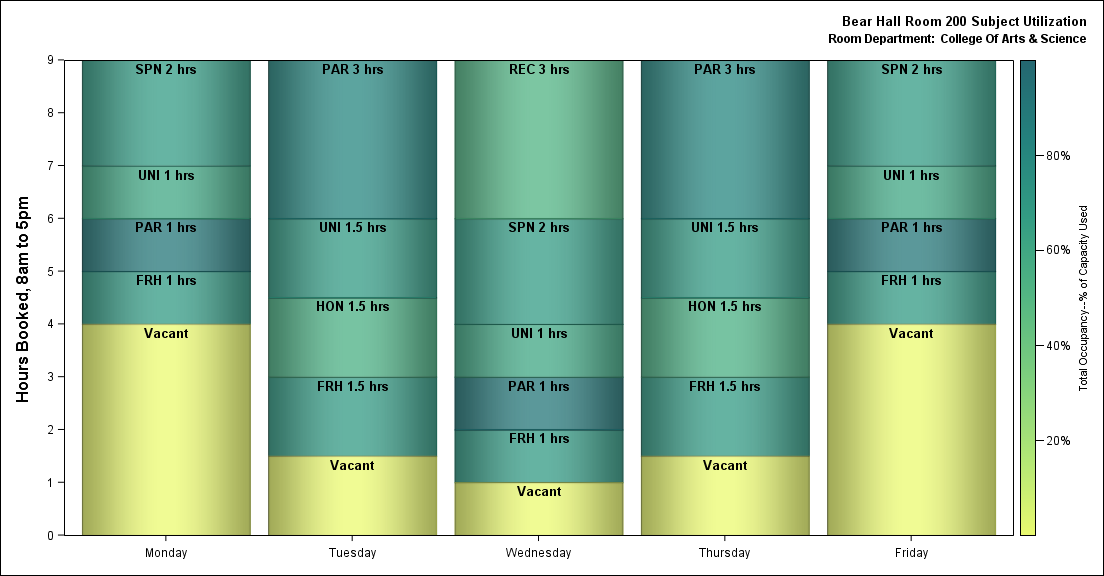 Bear Hall Room 200 Subject Utilization
Room Department: College Of Arts & Science
Hours Booked, 8am to 5pm
9
8
7
6
5
4
3
2
1
0
SPN 2 hrs
UNI 1 hrs
PAR 1 hrs
FRH 1 hrs
Vacant
PAR 3 hrs
UNI 1.5 hrs
HON 1.5 hrs
FRH 1.5 hrs
Vacant
REC 3 hrs
SPN 2 hrs
UNI 1 hrs
PAR 1 hrs
FRH 1 hrs
Vacant
PAR 3 hrs
UNI 1.5 hrs
HON 1.5 hrs
FRH 1.5 hrs
Vacant
SPN 2 hrs
UNI 1 hrs
PAR 1 hrs
FRH 1 hrs
Vacant
Monday
Tuesday
Wednesday
Thursday
Friday
80%
60%
40%
20%
Total Occupancy--% of Capacity Used